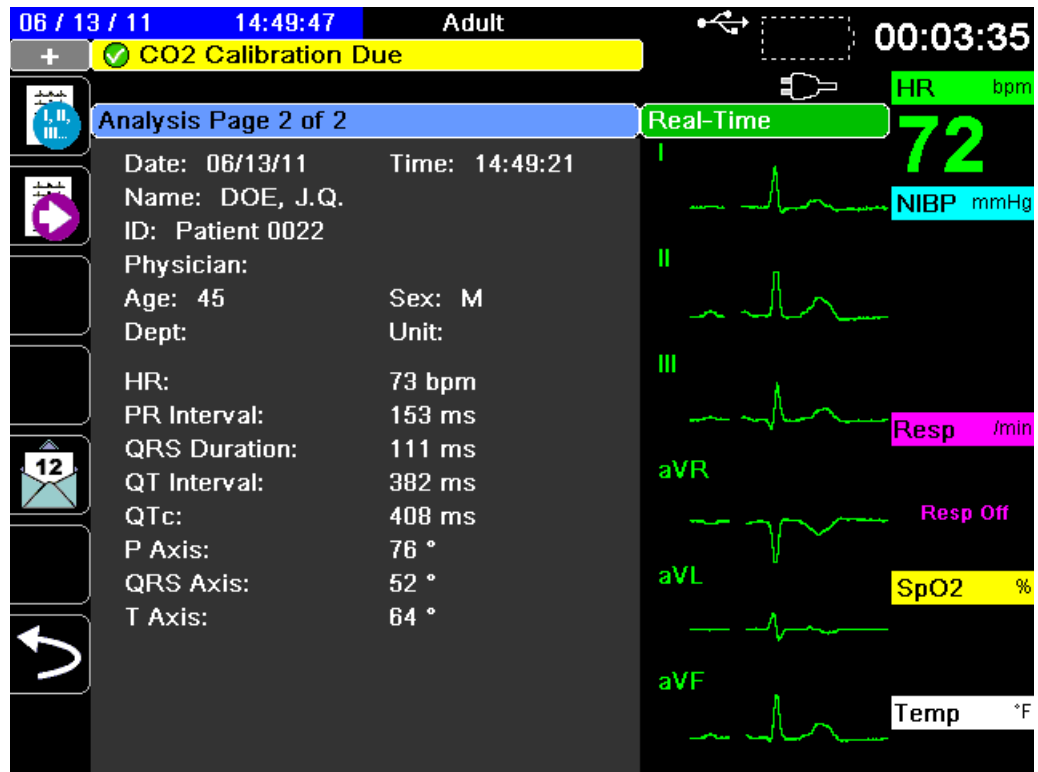 06 / 13 / 11 14:49:47 Adult 00:03:35
+ CO2 Calibration Due
I, II, III...
12
Analysis Page 2 of 2
Date: 06/13/11 Time: 14:49:21
Name: DOE, J.Q.
ID: Patient 0022
Physician:
Age: 45 Sex: M
Dept: Unit:
HR: 73 bpm
PR Interval: 153 ms
QRS Duration: 111 ms
QT Interval: 382 ms
QTc: 408 ms
P Axis: 76 °
QRS Axis: 52 °
T Axis: 64 °
Real-Time
I
II
III
aVR
aVL
aVF
HR bpm
72
NIBP mmHg
Resp /min
Resp Off
SpO2 %
Temp °F